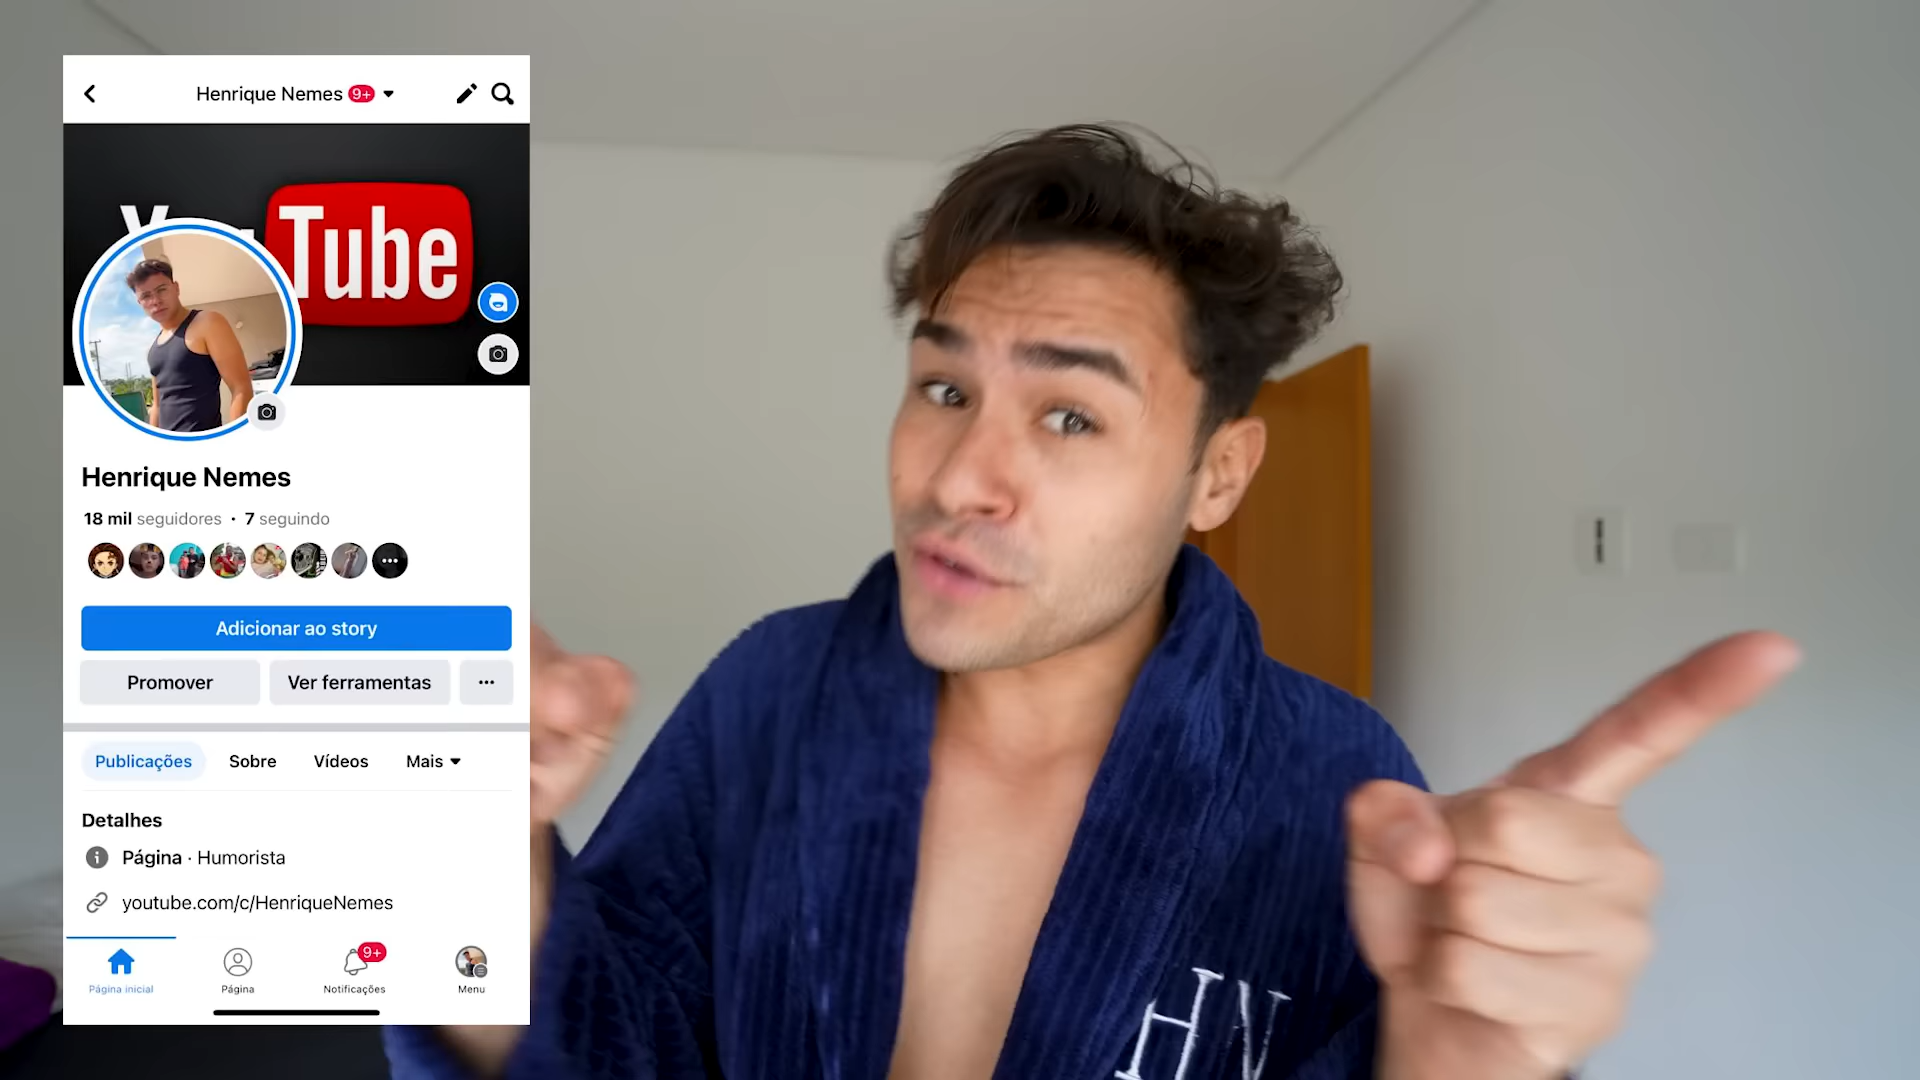 Henrique Nemes 9+
YouTube
Henrique Nemes
18 mil seguidores · 7 seguindo
Adicionar ao story
Promover
Ver ferramentas
Publicações
Sobre
Vídeos
Mais
Detalhes
Página · Humorista
youtube.com/c/HenriqueNemes
9+
Página inicial
Página
Notificações
Menu
HN